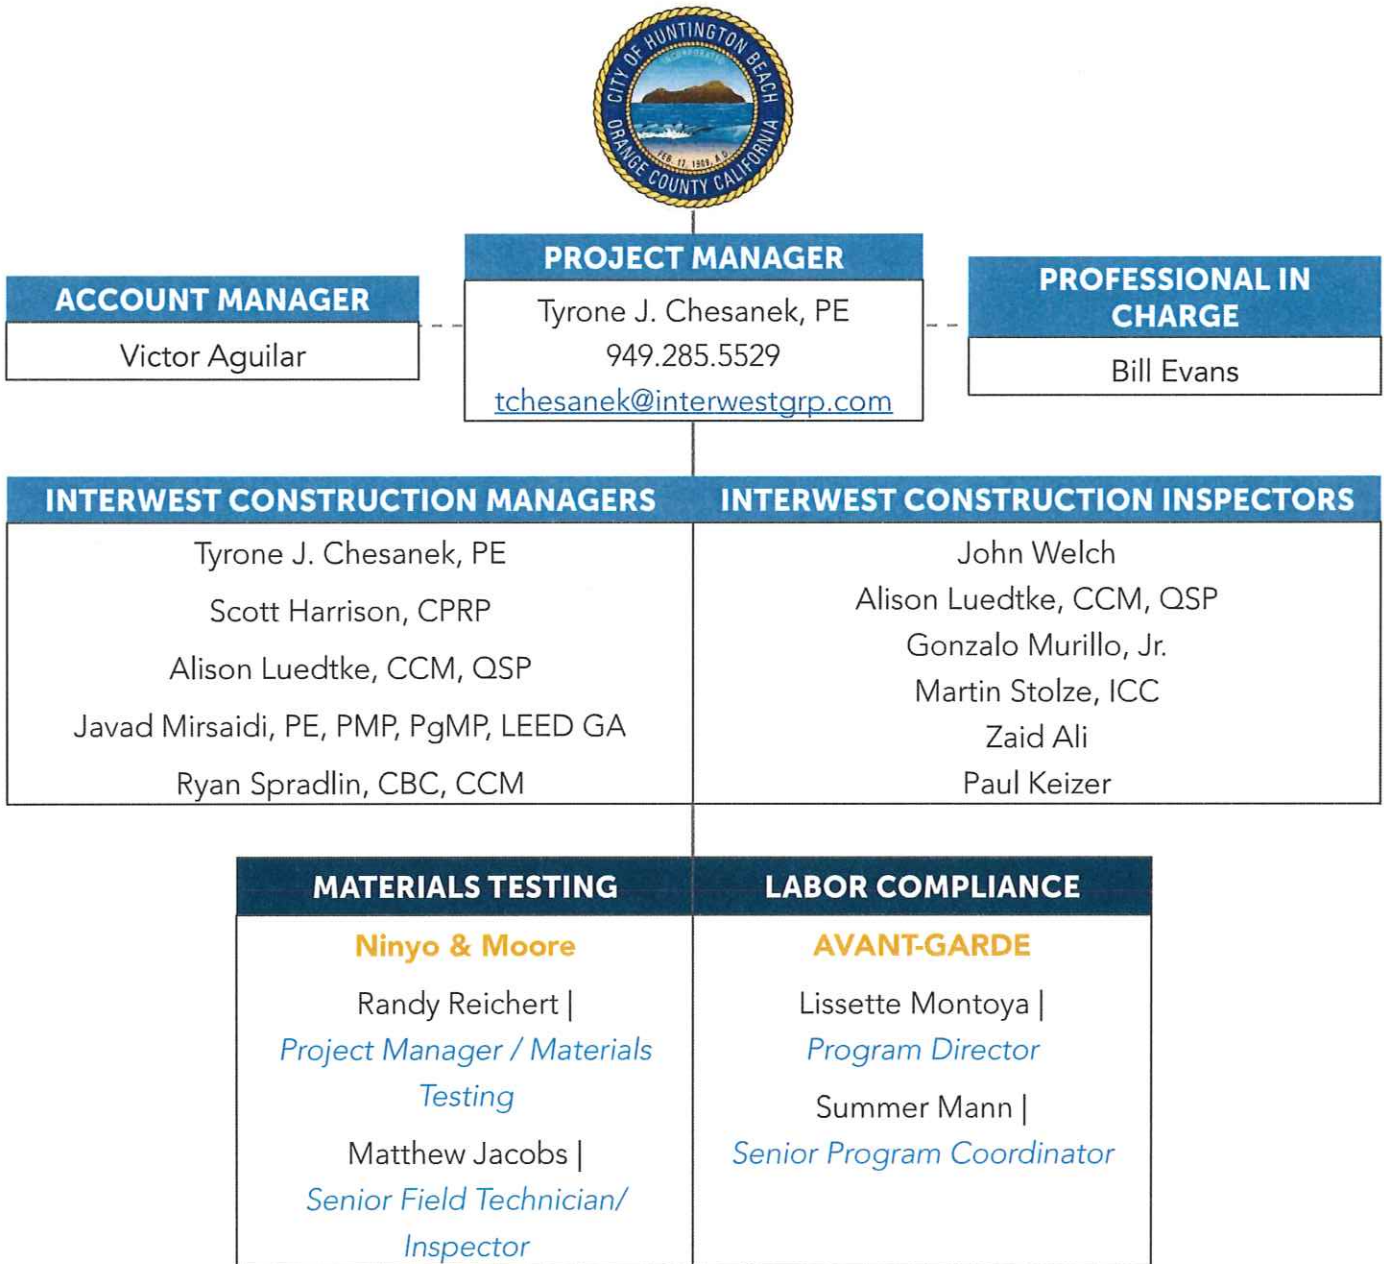 CITY OF HUNTINGTON BEACH
INCORPORATED
FEB. 17, 1909, A.D.
ORANGE COUNTY CALIFORNIA
PROJECT MANAGER
Tyrone J. Chesanek, PE
949.285.5529
tchesanek@interwestgrp.com
ACCOUNT MANAGER
Victor Aguilar
PROFESSIONAL IN
CHARGE
Bill Evans
INTERWEST CONSTRUCTION MANAGERS
Tyrone J. Chesanek, PE
Scott Harrison, CPRP
Alison Luedtke, CCM, QSP
Javad Mirsaidi, PE, PMP, PgMP, LEED GA
Ryan Spradlin, CBC, CCM
INTERWEST CONSTRUCTION INSPECTORS
John Welch
Alison Luedtke, CCM, QSP
Gonzalo Murillo, Jr.
Martin Stolze, ICC
Zaid Ali
Paul Keizer
MATERIALS TESTING
Ninyo & Moore
Randy Reichert |
Project Manager / Materials
Testing
Matthew Jacobs |
Senior Field Technician/
Inspector
LABOR COMPLIANCE
AVANT-GARDE
Lissette Montoya |
Program Director
Summer Mann |
Senior Program Coordinator